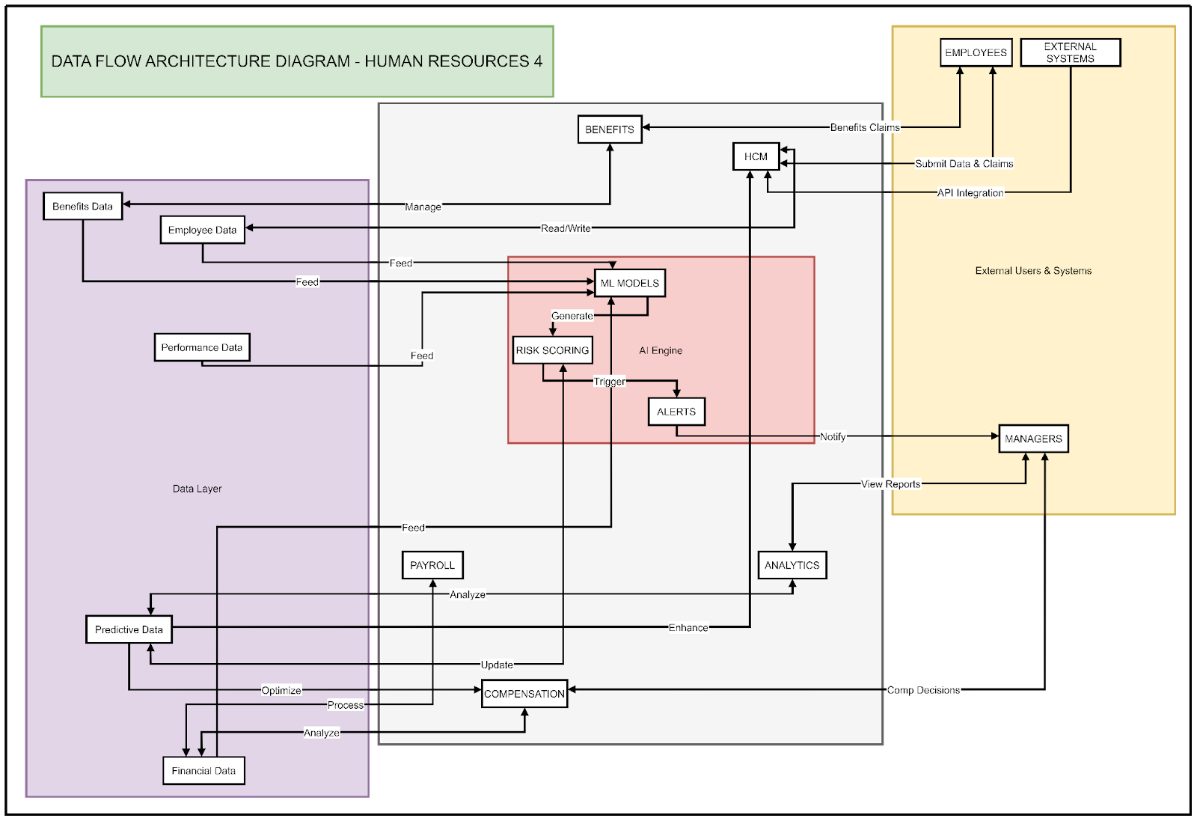 DATA FLOW ARCHITECTURE DIAGRAM - HUMAN RESOURCES 4
EMPLOYEES
EXTERNAL
SYSTEMS
BENEFITS
Benefits Claims
HCM
Submit Data & Claims
API Integration
Benefits Data
Manage
Employee Data
Read/Write
Feed
External Users & Systems
Feed
ML MODELS
Generate
Performance Data
Feed
RISK SCORING
AI Engine
Trigger
ALERTS
Notify
MANAGERS
View Reports
Data Layer
Feed
PAYROLL
ANALYTICS
Analyze
Predictive Data
Enhance
Update
Optimize
COMPENSATION
Comp Decisions
Process
Analyze
Financial Data